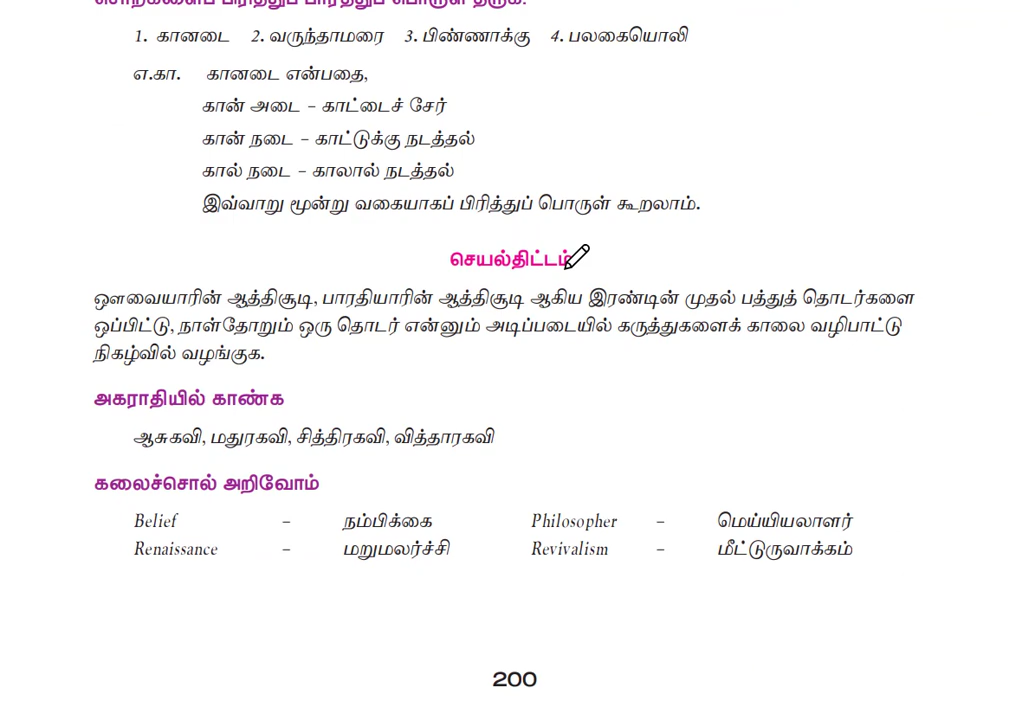 சொற்களைப் பிரித்துப் பார்த்துப் பொருள் தருக.
1. கானடை 2. வருந்தாமரை 3. பிண்ணாக்கு 4. பலகையொலி
எ.கா. கானடை என்பதை,
கான் அடை – காட்டைச் சேர்
கான் நடை – காட்டுக்கு நடத்தல்
கால் நடை – காலால் நடத்தல்
இவ்வாறு மூன்று வகையாகப் பிரித்துப் பொருள் கூறலாம்.
செயல்திட்டம்
ஔவையாரின் ஆத்திசூடி, பாரதியாரின் ஆத்திசூடி ஆகிய இரண்டின் முதல் பத்துத் தொடர்களை
ஒப்பிட்டு, நாள்தோறும் ஒரு தொடர் என்னும் அடிப்படையில் கருத்துகளைக் காலை வழிபாட்டு
நிகழ்வில் வழங்குக.
அகராதியில் காண்க
ஆசுகவி, மதுரகவி, சித்திரகவி, வித்தாரகவி
கலைச்சொல் அறிவோம்
Belief – நம்பிக்கை Philosopher – மெய்யியலாளர்
Renaissance – மறுமலர்ச்சி Revivalism – மீட்டுருவாக்கம்
200